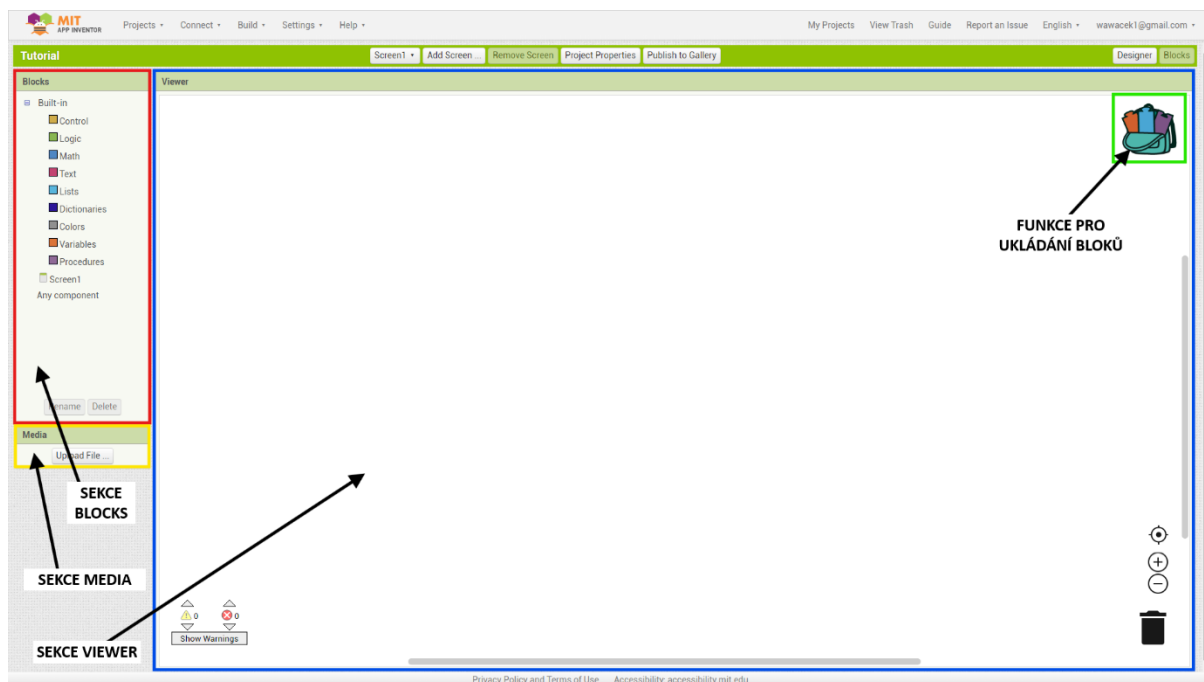 MIT
APP INVENTOR
Projects Connect Build Settings Help
My Projects View Trash Guide Report an Issue English wawacek1@gmail.com
Tutorial
Screen1 Add Screen ... Remove Screen Project Properties Publish to Gallery
Designer Blocks
Blocks
Viewer
Built-in
Control
Logic
Math
Text
Lists
Dictionaries
Colors
Variables
Procedures
Screen1
Any component
FUNKCE PRO
UKLÁDÁNÍ BLOKŮ
Rename Delete
Media
Upload File ...
SEKCE
BLOCKS
SEKCE MEDIA
0 0
Show Warnings
SEKCE VIEWER
Privacy Policy and Terms of Use Accessibility: accessibility.mit.edu